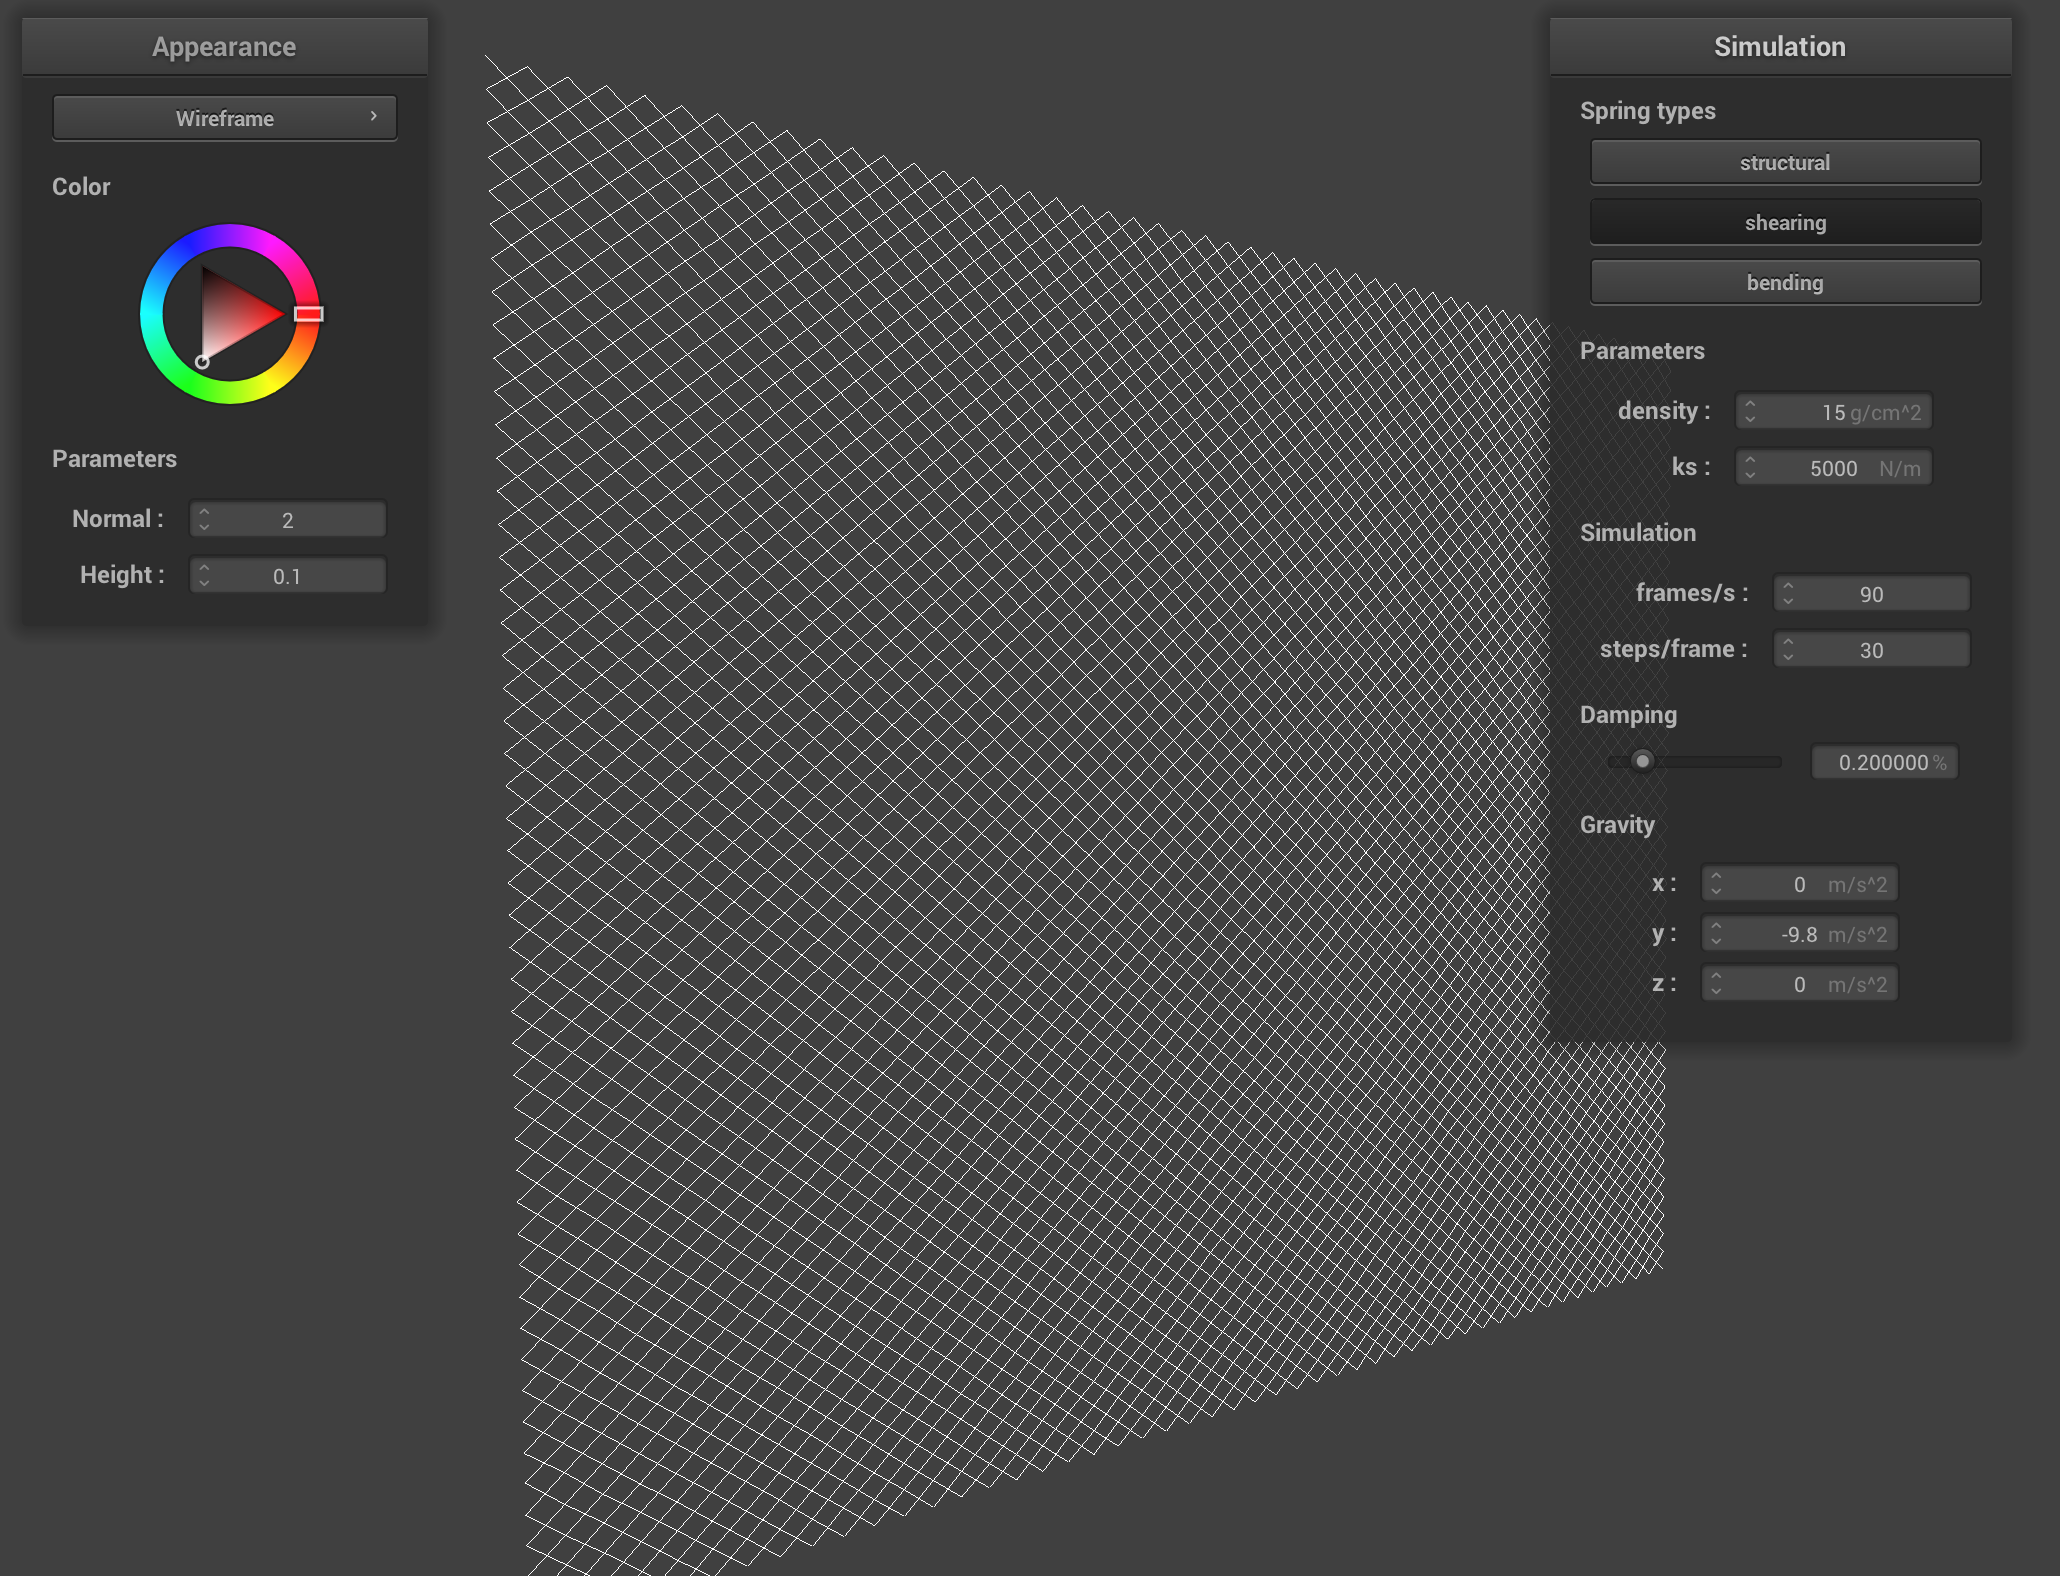 Appearance
Wireframe
Color
Parameters
Normal : 2
Height : 0.1
Simulation
Spring types
structural
shearing
bending
Parameters
density : 15 g/cm^2
ks : 5000 N/m
Simulation
frames/s : 90
steps/frame : 30
Damping
0.200000 %
Gravity
x : 0 m/s^2
y : -9.8 m/s^2
z : 0 m/s^2